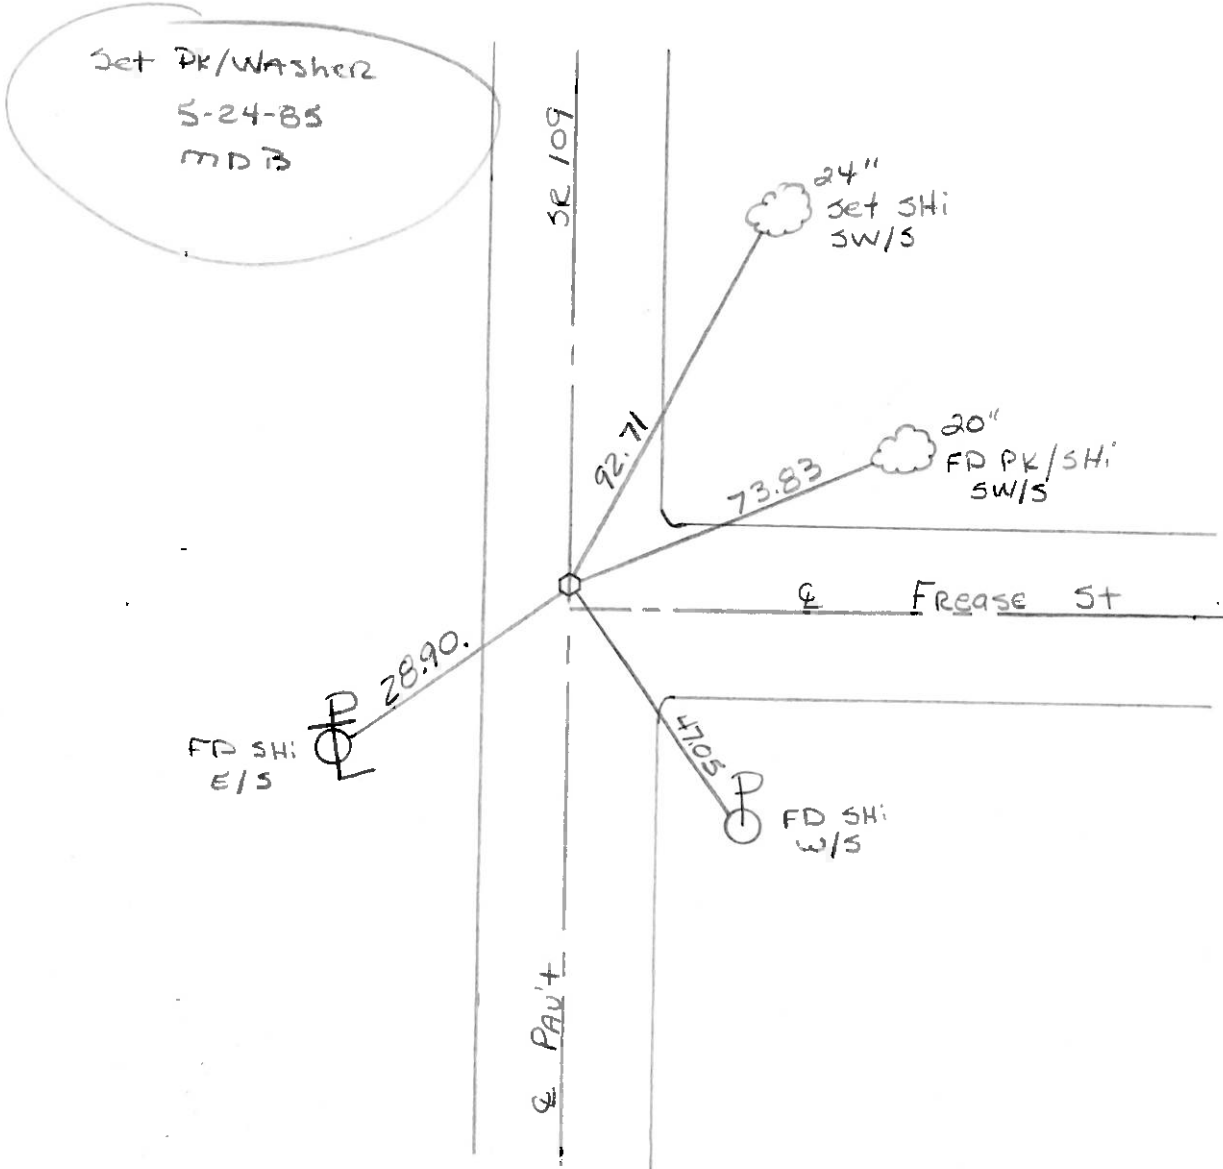 Set PK/WAsher
5-24-85
MDB
SR 109
24"
Set SHi
SW/S
92.71
20"
FD PK/SHi
SW/S
73.83
℄ Frease St
28.90
P
L
FD SHi
E/S
47.05
P
FD SHi
W/S
℄ PAV't